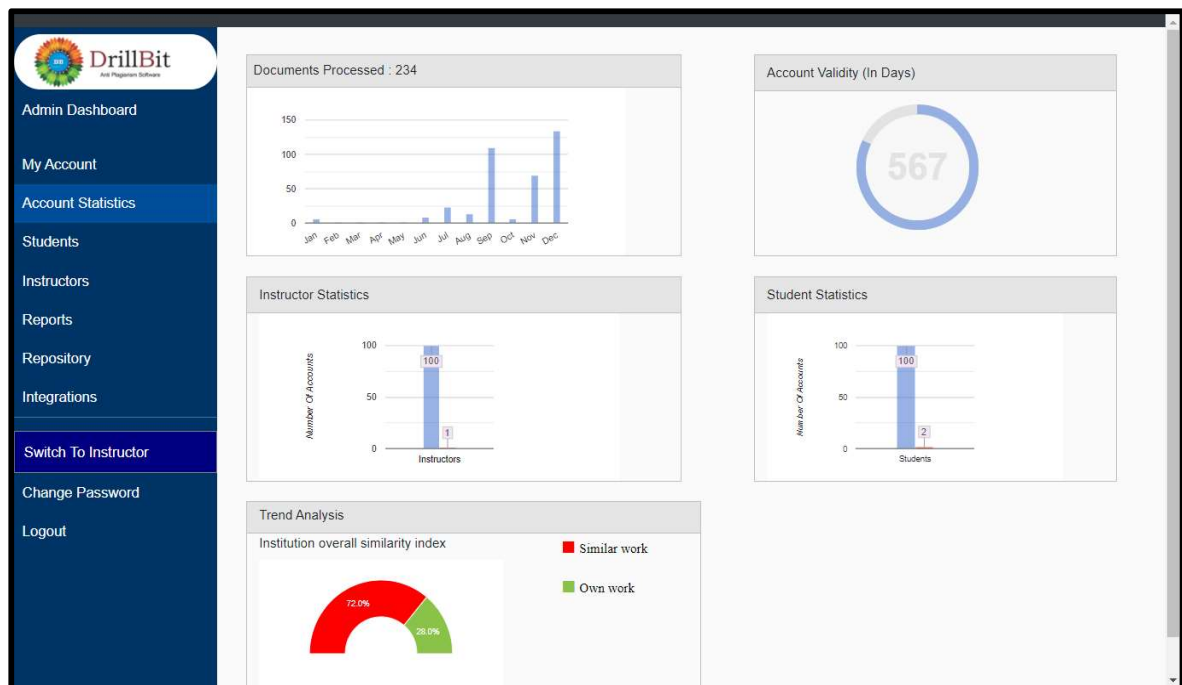 DrillBit
Anti Plagiarism Software
Admin Dashboard
My Account
Account Statistics
Students
Instructors
Reports
Repository
Integrations
Switch To Instructor
Change Password
Logout
Documents Processed : 234
150
100
50
0
Jan Feb Mar Apr May Jun Jul Aug Sep Oct Nov Dec
Account Validity (In Days)
567
Instructor Statistics
Number Of Accounts
100
50
0
100
1
Instructors
Student Statistics
Number Of Accounts
100
50
0
100
2
Students
Trend Analysis
Institution overall similarity index
72.0%
28.0%
Similar work
Own work